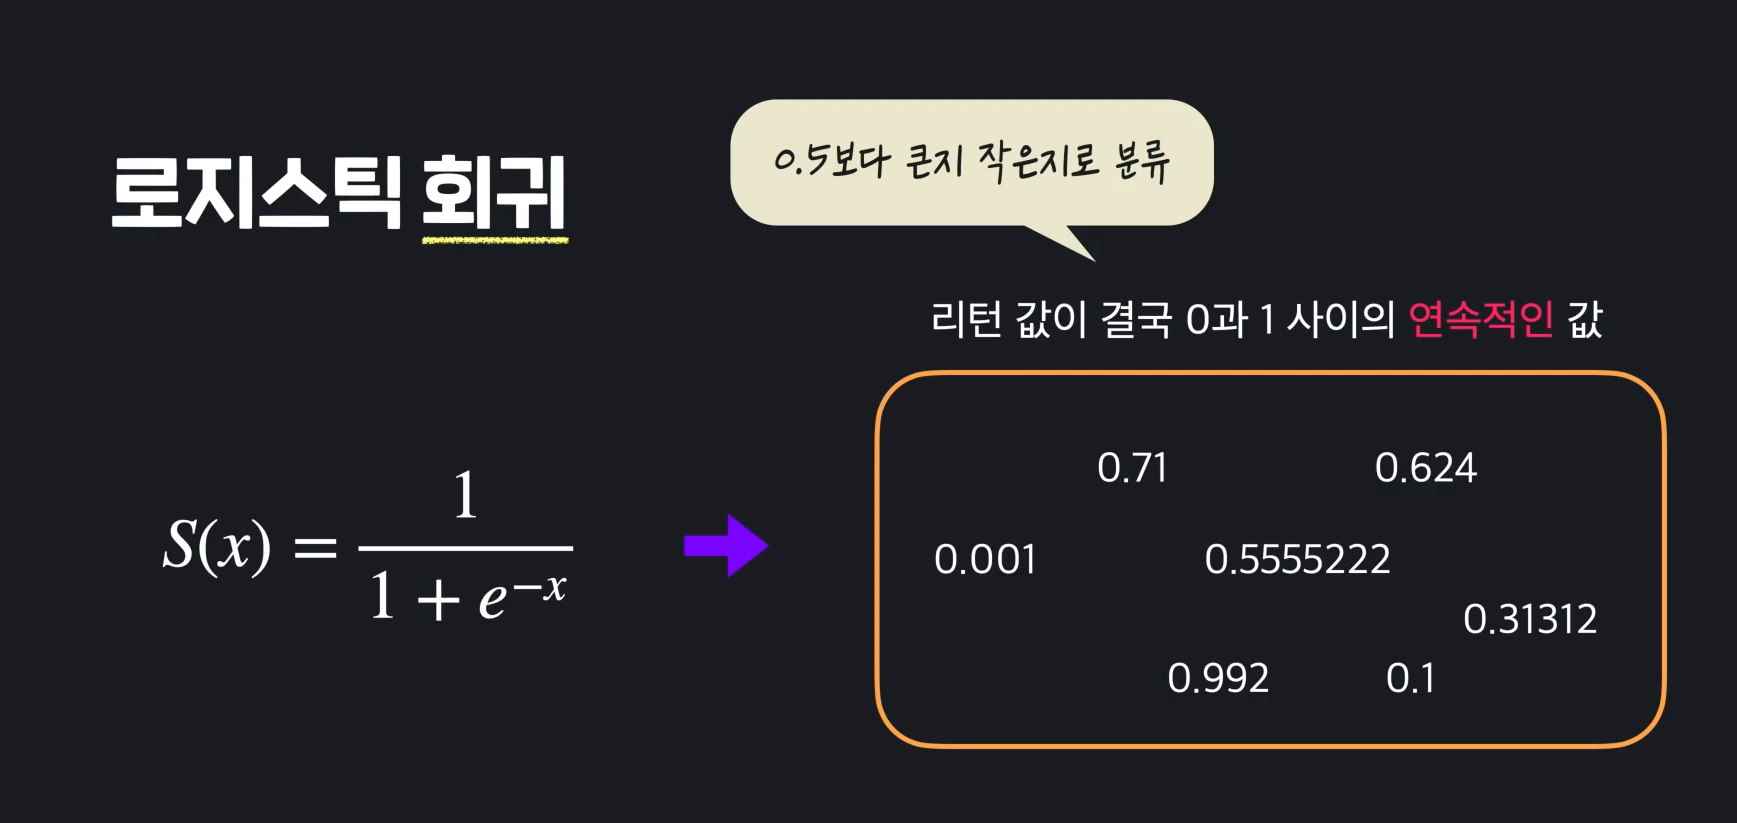 로지스틱 회귀
0.5보다 큰지 작은지로 분류
리턴 값이 결국 0과 1 사이의 연속적인 값
S(x) = 1 / (1 + e^{-x})
0.71 0.624
0.001 0.5555222
0.31312
0.992 0.1